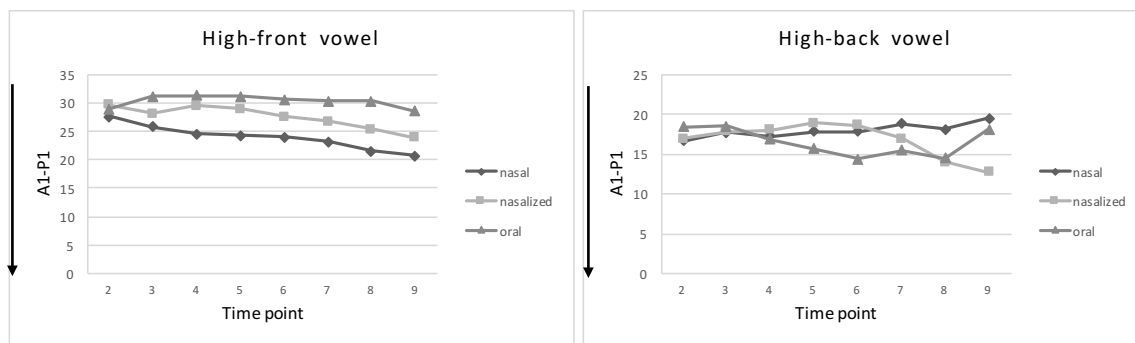 High-front vowel
A1-P1
35
30
25
20
15
10
5
0
2 3 4 5 6 7 8 9
Time point
nasal
nasalized
oral
High-back vowel
A1-P1
25
20
15
10
5
0
2 3 4 5 6 7 8 9
Time point
nasal
nasalized
oral